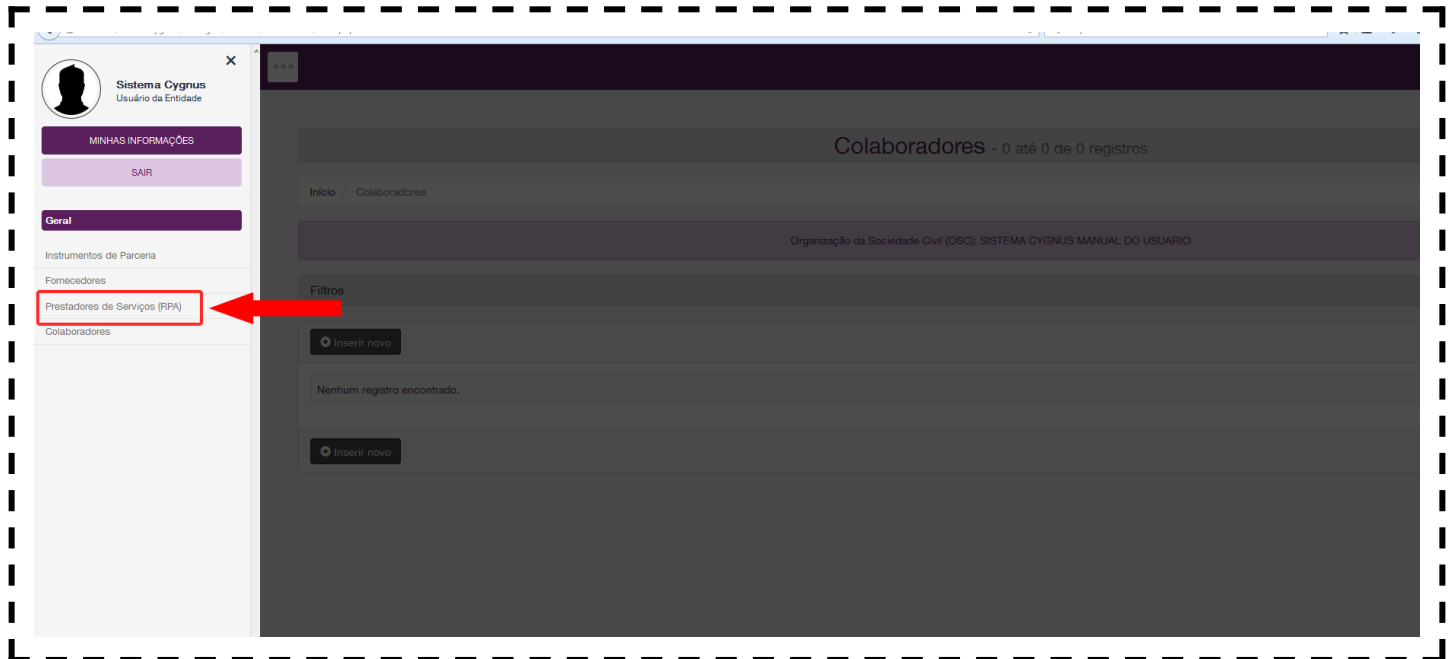 Sistema Cygnus
Usuário da Entidade
MINHAS INFORMAÇÕES
SAIR
Geral
Instrumentos de Parceria
Fornecedores
Prestadores de Serviços (RPA)
Colaboradores
Colaboradores - 0 até 0 de 0 registros
Início / Colaboradores
Organização da Sociedade Civil (OSC): SISTEMA CYGNUS MANUAL DO USUARIO
Filtros
Inserir novo
Nenhum registro encontrado.
Inserir novo